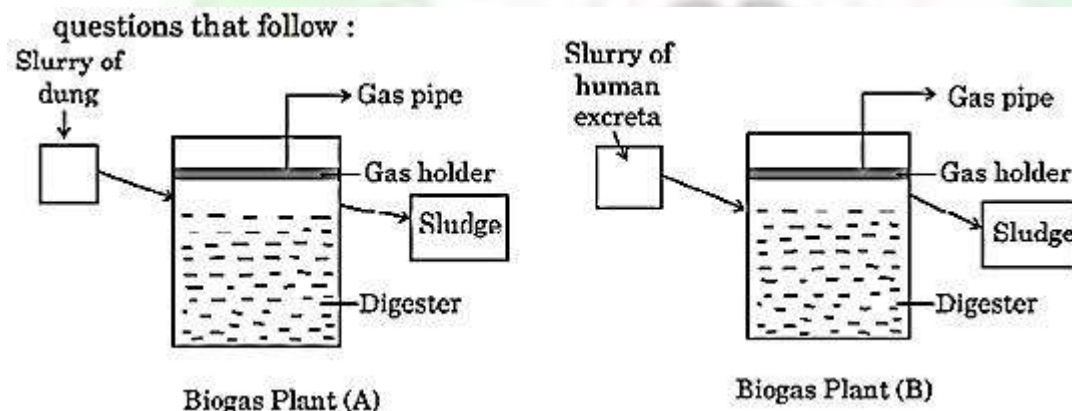 questions that follow :
Slurry of
dung
Gas pipe
Gas holder
Sludge
Digester
Biogas Plant (A)
Slurry of
human
excreta
Gas pipe
Gas holder
Sludge
Digester
Biogas Plant (B)